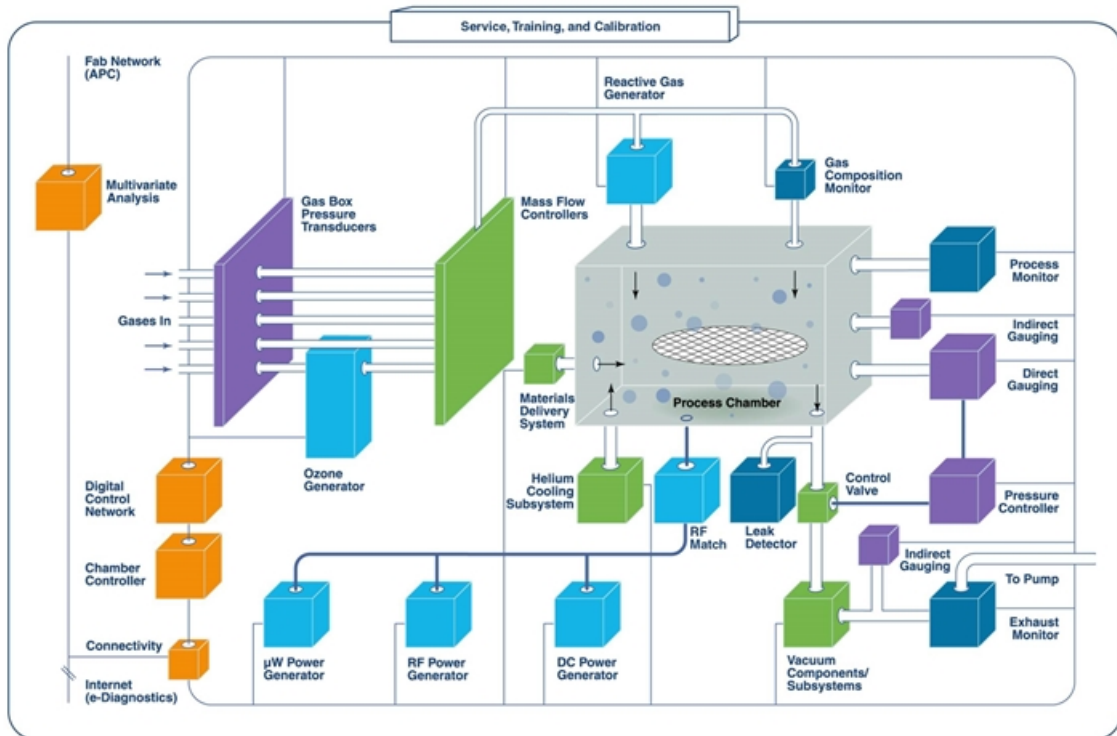 Service, Training, and Calibration
Fab Network
(APC)
Reactive Gas
Generator
Multivariate
Analysis
Gas Box
Pressure
Transducers
Mass Flow
Controllers
Gas
Composition
Monitor
Process
Monitor
Gases In
Indirect
Gauging
Direct
Gauging
Materials
Delivery
System
Process Chamber
Ozone
Generator
Digital
Control
Network
Helium
Cooling
Subsystem
RF
Match
Leak
Detector
Control
Valve
Pressure
Controller
Chamber
Controller
Indirect
Gauging
To Pump
Exhaust
Monitor
Connectivity
Internet
(e-Diagnostics)
µW Power
Generator
RF Power
Generator
DC Power
Generator
Vacuum
Components/
Subsystems